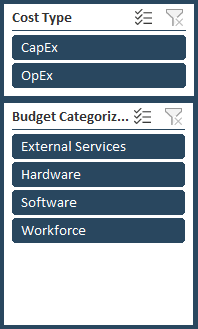 Cost Type
CapEx
OpEx
Budget Categoriz...
External Services
Hardware
Software
Workforce